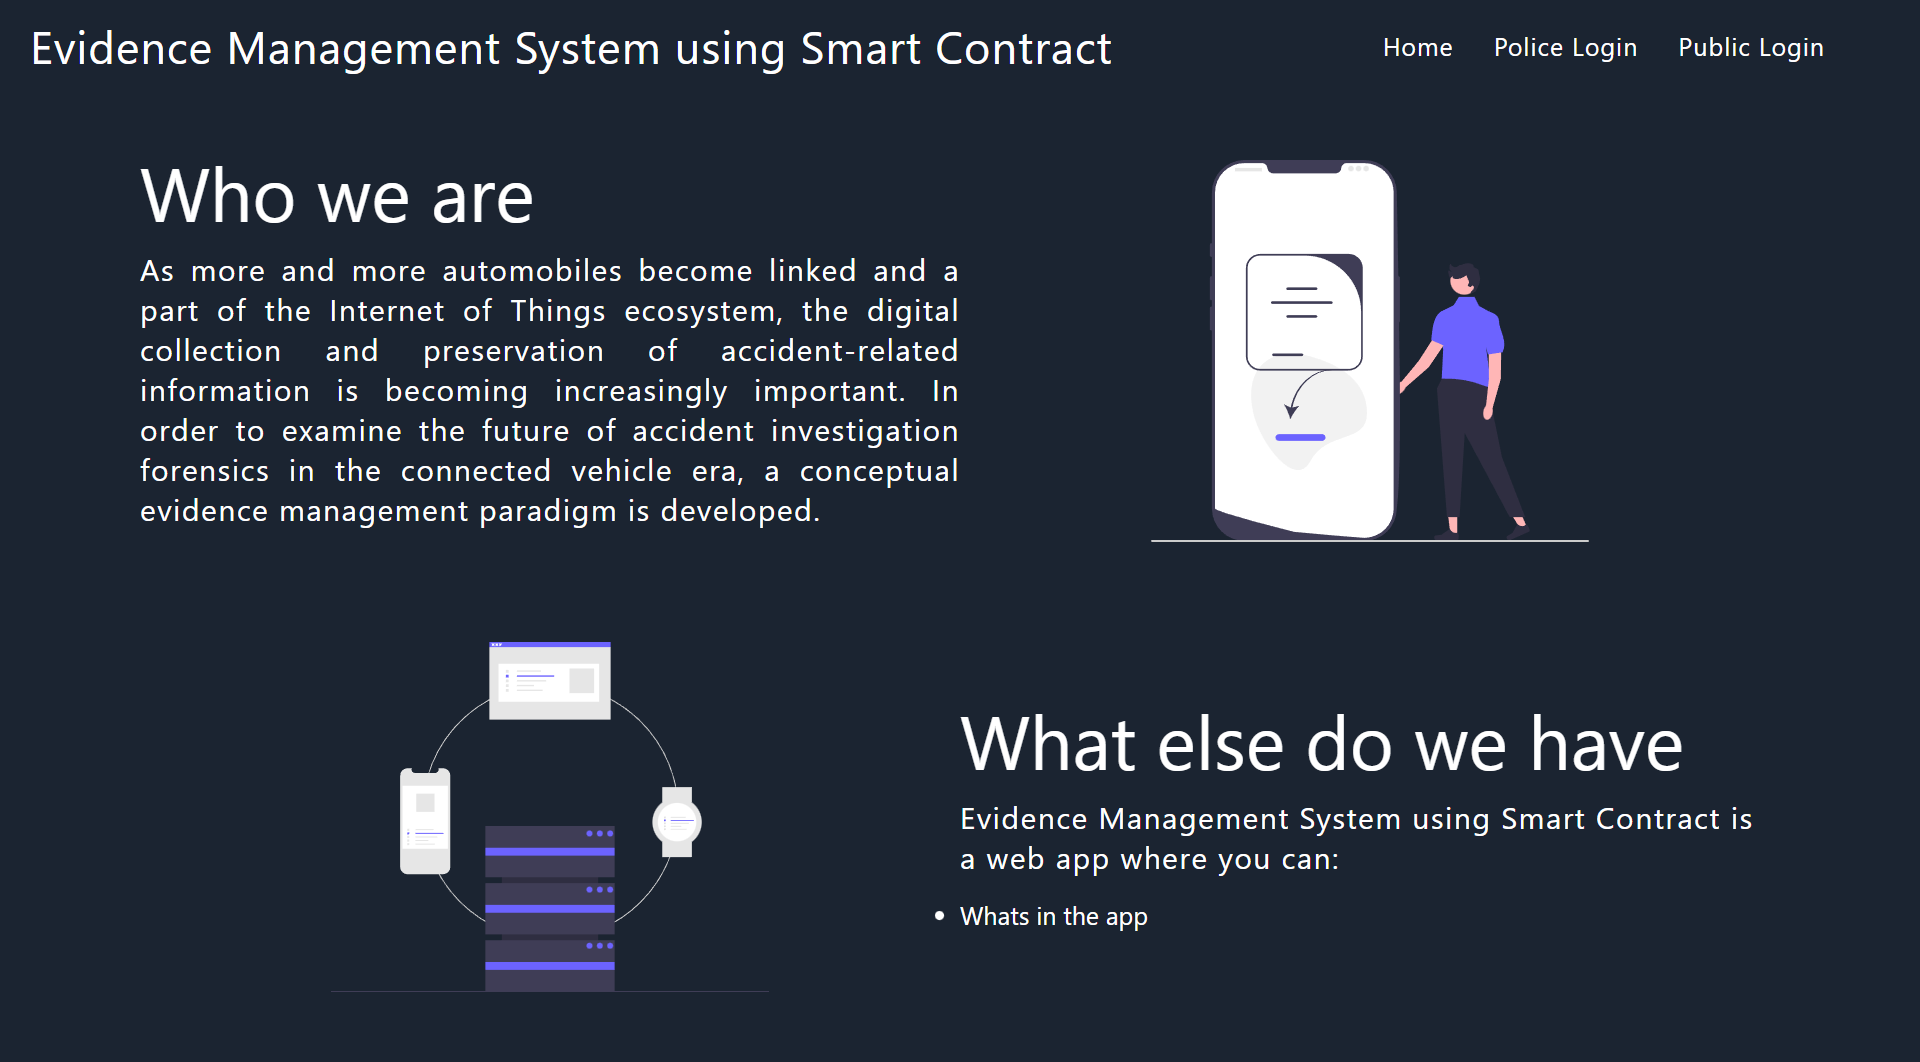 Evidence Management System using Smart Contract
Home Police Login Public Login
Who we are
As more and more automobiles become linked and a
part of the Internet of Things ecosystem, the digital
collection and preservation of accident-related
information is becoming increasingly important. In
order to examine the future of accident investigation
forensics in the connected vehicle era, a conceptual
evidence management paradigm is developed.
What else do we have
Evidence Management System using Smart Contract is
a web app where you can:
• Whats in the app